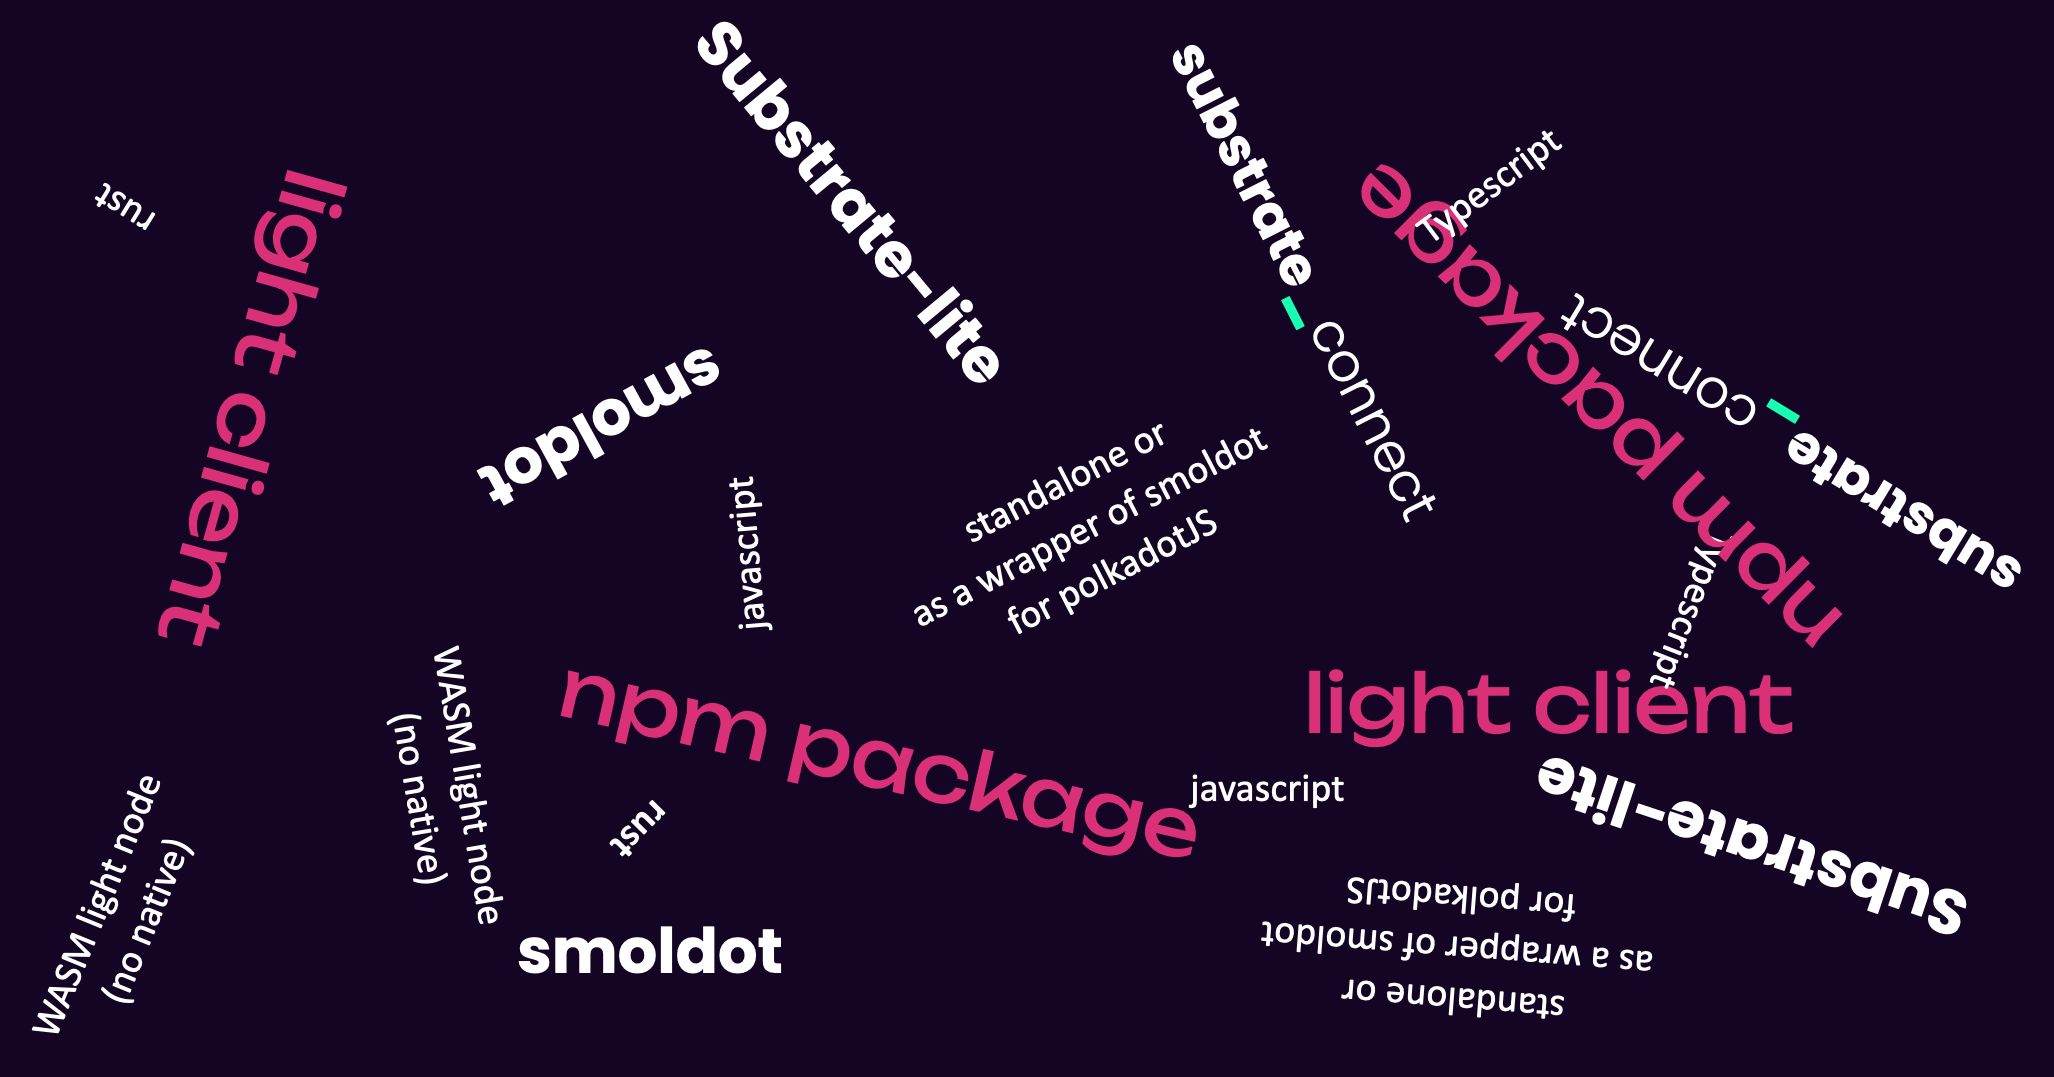 substrate-lite
substrate - connect
Typescript
npm package
rust
light client
substrate - connect
smoldot
javascript
standalone or
as a wrapper of smoldot
for polkadotJS
Typescript
light client
npm package
WASM light node
(no native)
javascript
substrate-lite
rust
WASM light node
(no native)
smoldot
standalone or
as a wrapper of smoldot
for polkadotJS